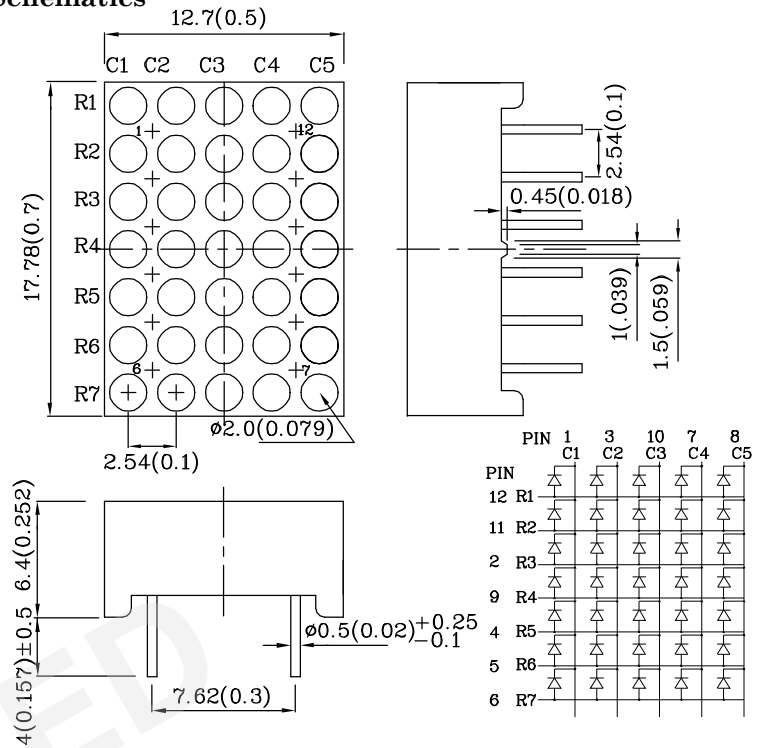 Schematics
12.7(0.5)
C1 C2 C3 C4 C5
R1
1 12
R2
R3
R4
R5
R6
6 7
R7
17.78(0.7)
ø2.0(0.079)
2.54(0.1)
2.54(0.1)
0.45(0.018)
1(.039)
1.5(.059)
6.4(0.252)
4(0.157)±0.5
ø0.5(0.02)+0.25
-0.1
7.62(0.3)
PIN 1 3 10 7 8
C1 C2 C3 C4 C5
PIN
12 R1
11 R2
2 R3
9 R4
4 R5
5 R6
6 R7